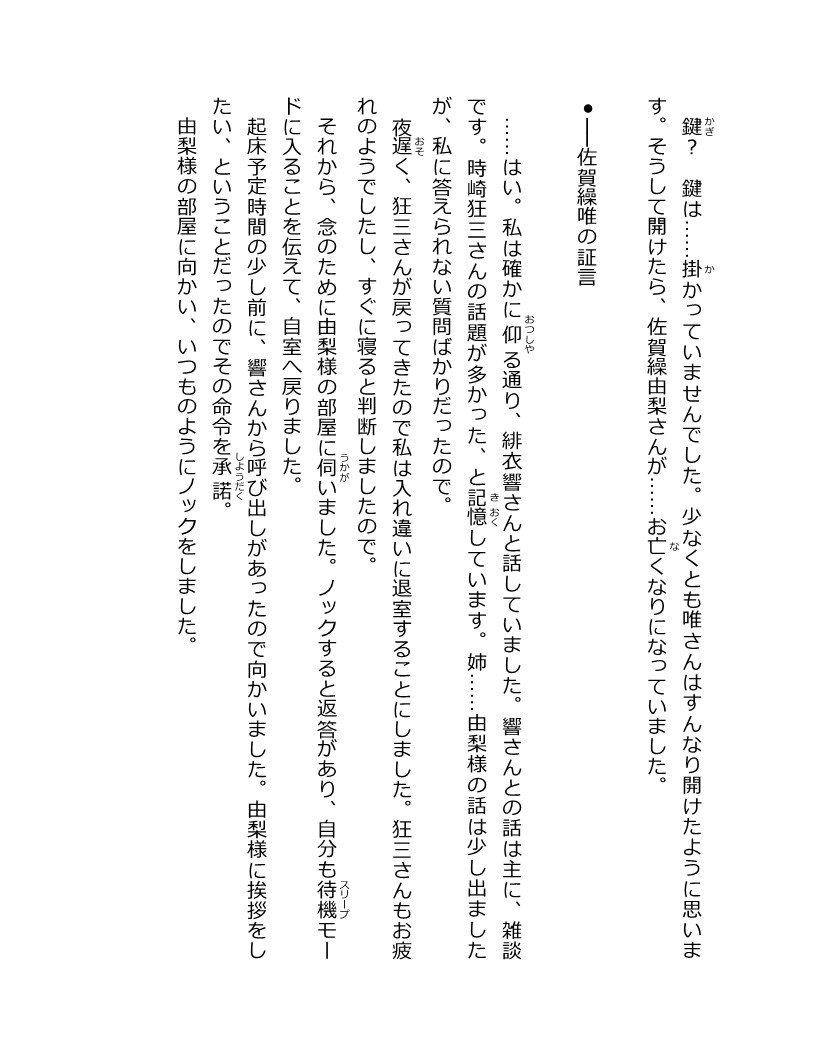 鍵？　鍵は……掛かっていませんでした。少なくとも唯さんはすんなり開けたように思いま
す。そうして開けたら、佐賀繰由梨さんが……お亡くなりになっていました。
●──佐賀繰唯の証言
……はい。私は確かに仰る通り、緋衣響さんと話していました。響さんとの話は主に、雑談
です。時崎狂三さんの話題が多かった、と記憶しています。姉……由梨様の話は少し出ました
が、私に答えられない質問ばかりだったので。
夜遅く、狂三さんが戻ってきたので私は入れ違いに退室することにしました。狂三さんもお疲
れのようでしたし、すぐに寝ると判断しましたので。
それから、念のために由梨様の部屋に伺いました。ノックすると返答があり、自分も待機モー
ドに入ることを伝えて、自室へ戻りました。
起床予定時間の少し前に、響さんから呼び出しがあったので向かいました。由梨様に挨拶をし
たい、ということだったのでその命令を承諾。
由梨様の部屋に向かい、いつものようにノックをしました。